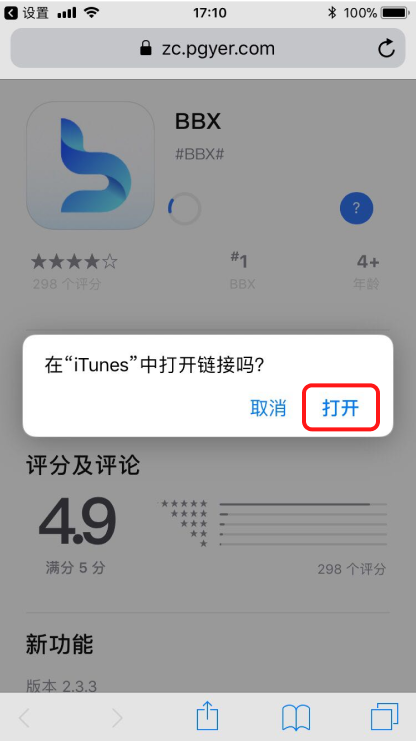 设置 17:10 100%
zc.pgyer.com
BBX
#BBX#
?
★★★★☆ #1 4+
298 个评分 BBX 年龄
在“iTunes”中打开链接吗?
取消 打开
评分及评论
4.9
满分 5 分 298 个评分
新功能
版本 2.3.3